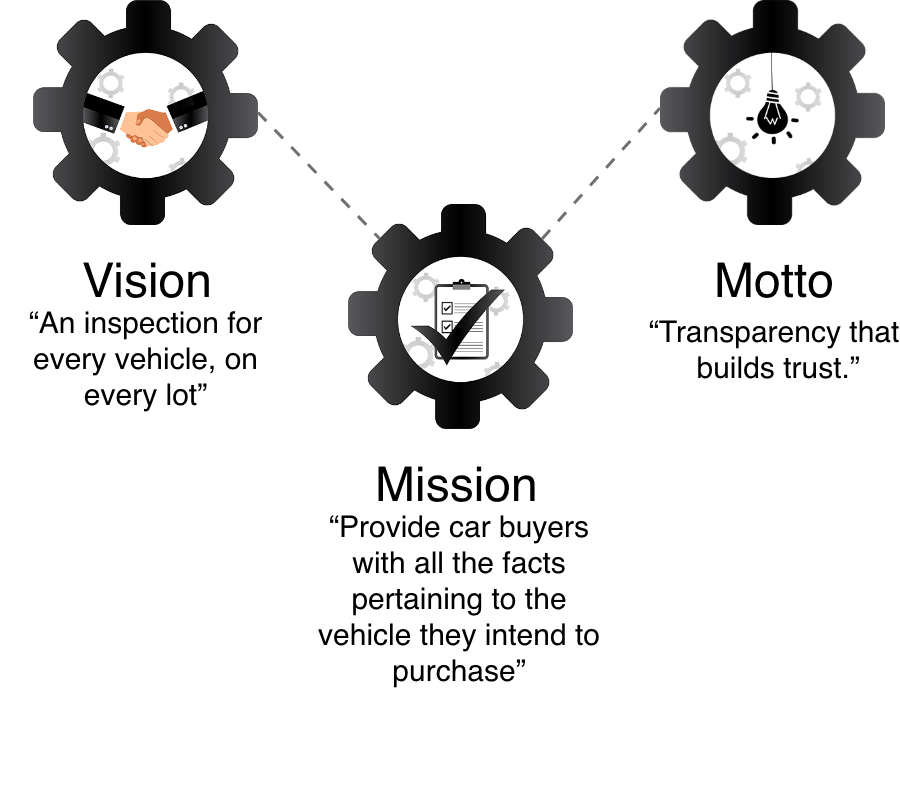 Vision
“An inspection for
every vehicle, on
every lot”
Mission
“Provide car buyers
with all the facts
pertaining to the
vehicle they intend to
purchase”
Motto
“Transparency that
builds trust.”